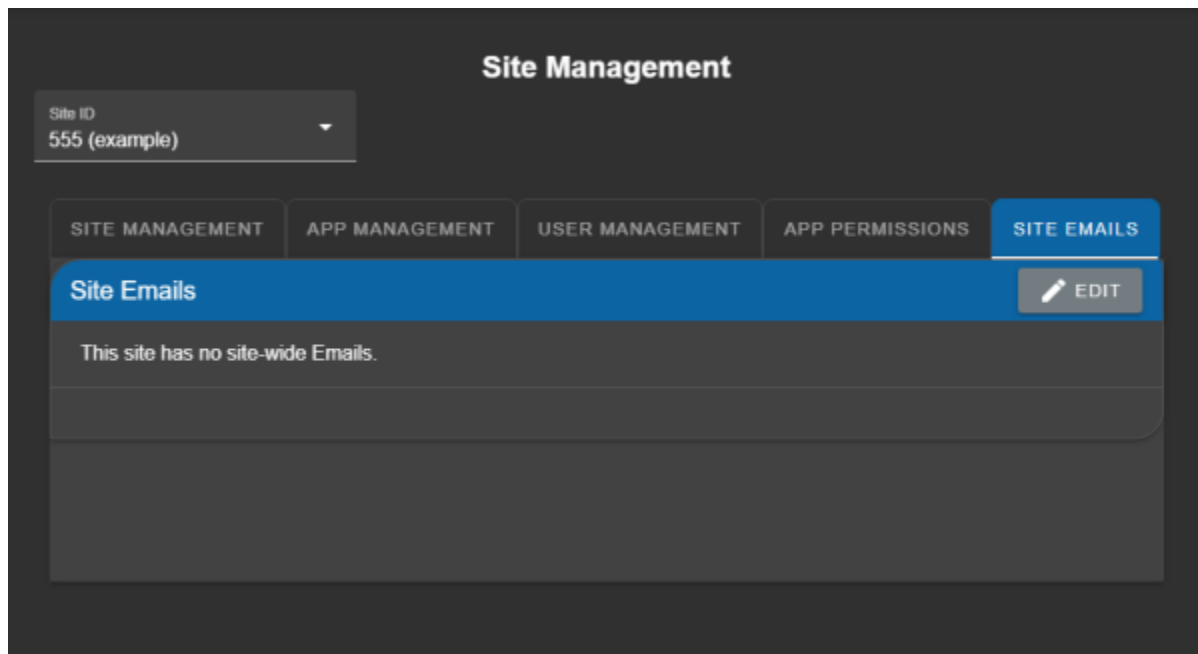 Site Management
Site ID
555 (example)
SITE MANAGEMENT APP MANAGEMENT USER MANAGEMENT APP PERMISSIONS SITE EMAILS
Site Emails EDIT
This site has no site-wide Emails.